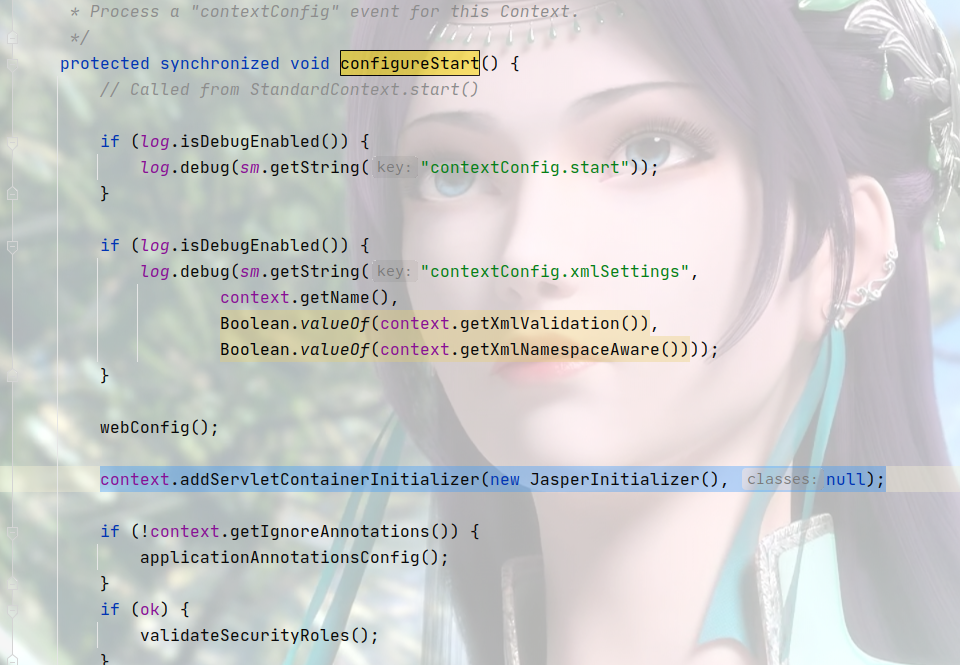 * Process a "contextConfig" event for this Context.
*/
protected synchronized void configureStart() {
// Called from StandardContext.start()
if (log.isDebugEnabled()) {
log.debug(sm.getString( key: "contextConfig.start"));
}
if (log.isDebugEnabled()) {
log.debug(sm.getString( key: "contextConfig.xmlSettings",
context.getName(),
Boolean.valueOf(context.getXmlValidation()),
Boolean.valueOf(context.getXmlNamespaceAware())));
}
webConfig();
context.addServletContainerInitializer(new JasperInitializer(), classes: null);
if (!context.getIgnoreAnnotations()) {
applicationAnnotationsConfig();
}
if (ok) {
validateSecurityRoles();
}